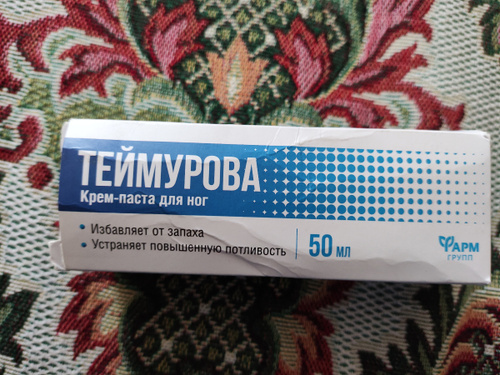 ТЕЙМУРОВА
Крем-паста для ног
• Избавляет от запаха
• Устраняет повышенную потливость
50 мл
ФАРМ
ГРУПП